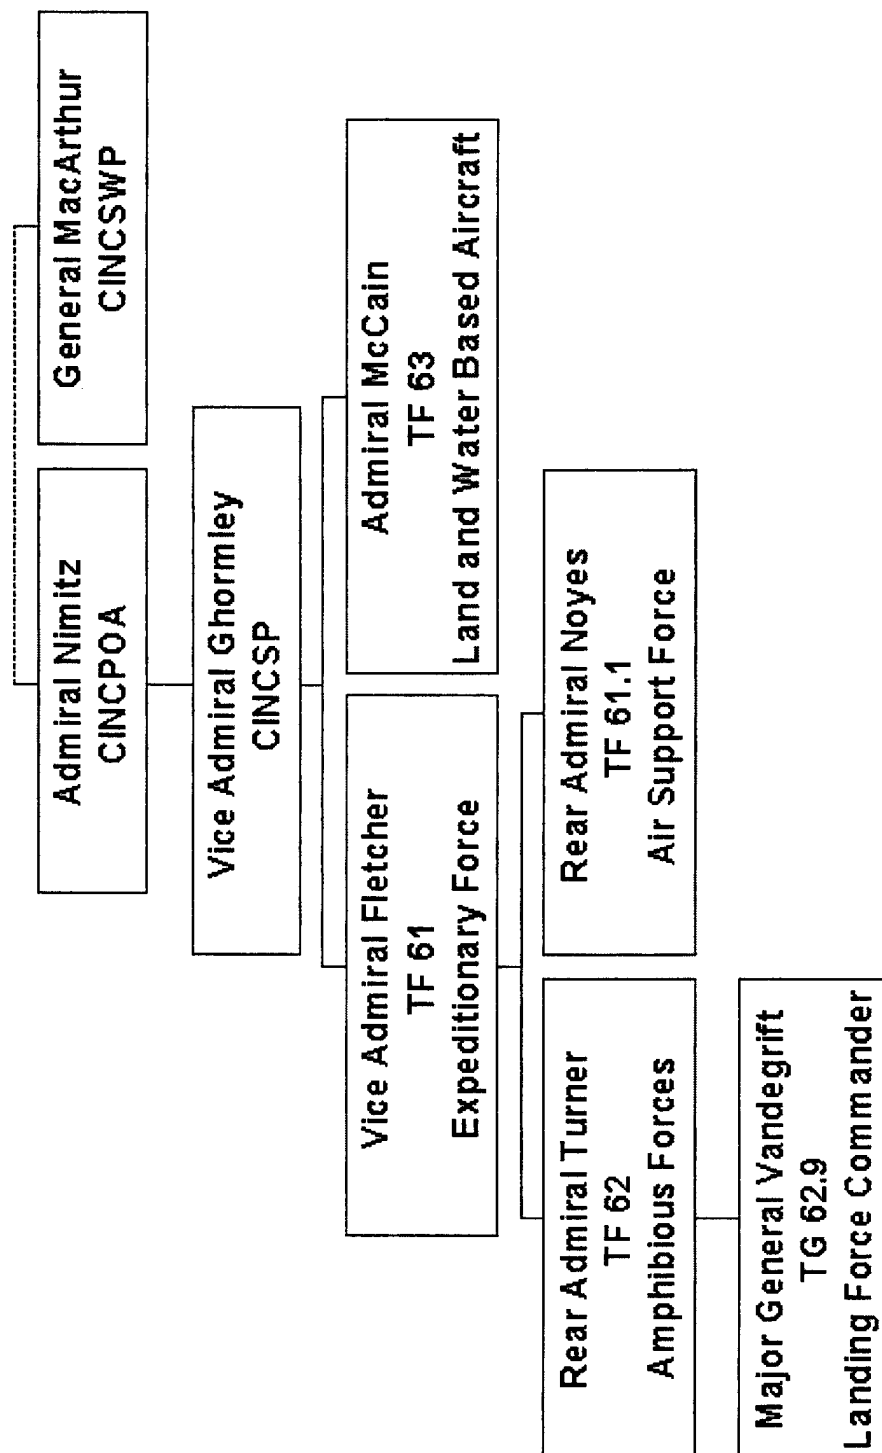 Admiral Nimitz
CINCPOA
General MacArthur
CINCSWP
Vice Admiral Ghormley
CINCSP
Vice Admiral Fletcher
TF 61
Expeditionary Force
Admiral McCain
TF 63
Land and Water Based Aircraft
Rear Admiral Turner
TF 62
Amphibious Forces
Rear Admiral Noyes
TF 61.1
Air Support Force
Major General Vandegrift
TG 62.9
Landing Force Commander